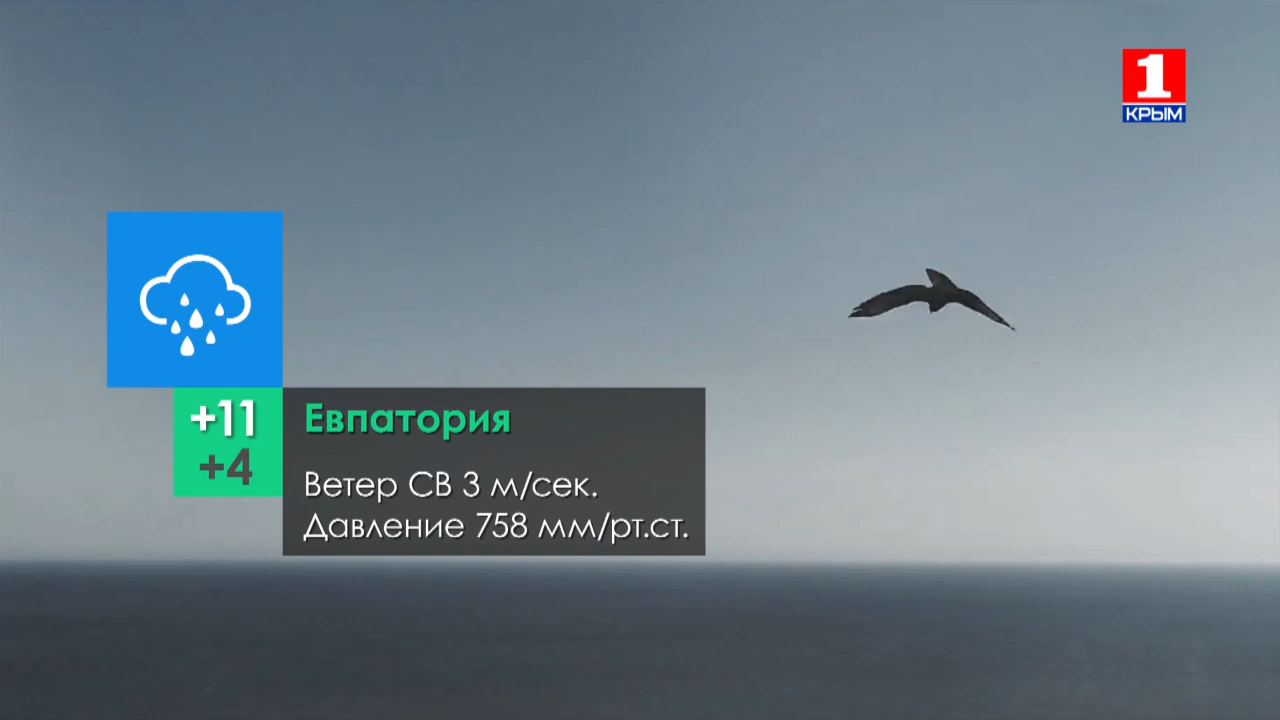 1
КРЫМ
+11
+4
Евпатория
Ветер СВ 3 м/сек.
Давление 758 мм/рт.ст.